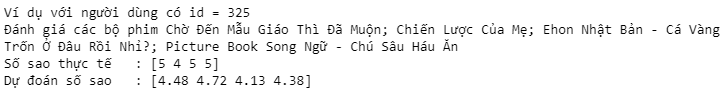 Ví dụ với người dùng có id = 325
Đánh giá các bộ phim Chờ Đến Mẫu Giáo Thì Đã Muộn; Chiến Lược Của Mẹ; Ehon Nhật Bản - Cá Vàng
Trốn Ở Đâu Rồi Nhỉ?; Picture Book Song Ngữ - Chú Sâu Háu Ăn
Số sao thực tế   : [5 4 5 5]
Dự đoán số sao   : [4.48 4.72 4.13 4.38]